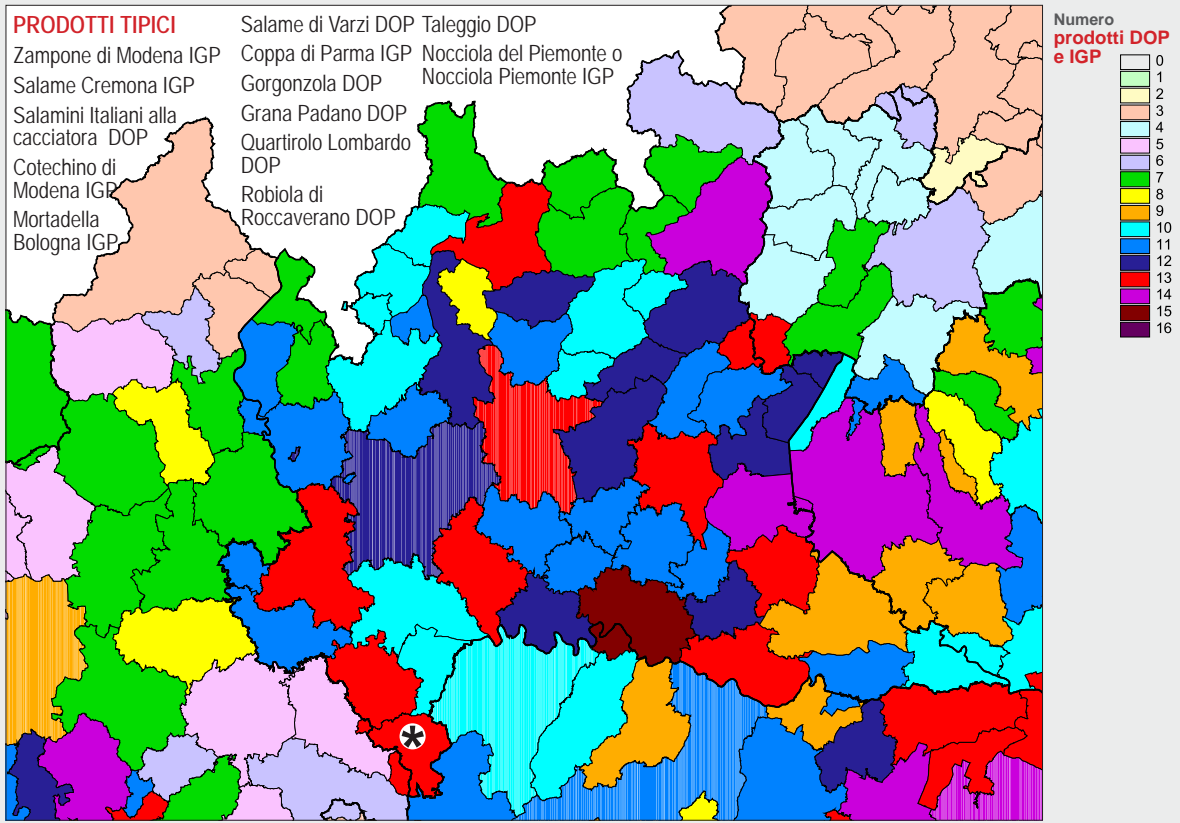 PRODOTTI TIPICI
Zampone di Modena IGP
Salame Cremona IGP
Salamini Italiani alla
cacciatora DOP
Cotechino di
Modena IGP
Mortadella
Bologna IGP
Salame di Varzi DOP
Coppa di Parma IGP
Gorgonzola DOP
Grana Padano DOP
Quartirolo Lombardo
DOP
Robiola di
Roccaverano DOP
Taleggio DOP
Nocciola del Piemonte o
Nocciola Piemonte IGP
Numero
prodotti DOP
e IGP
0
1
2
3
4
5
6
7
8
9
10
11
12
13
14
15
16
*